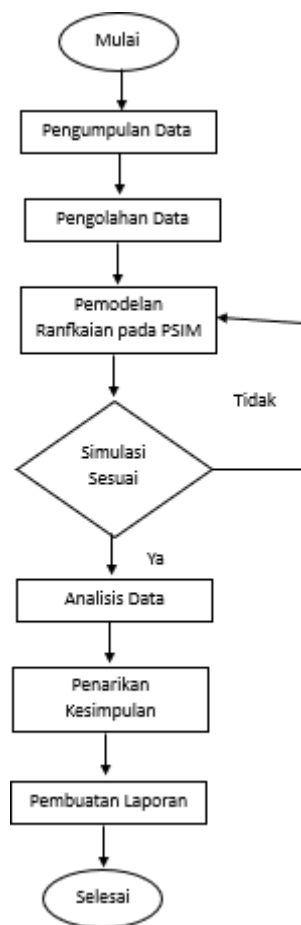 Mulai
Pengumpulan Data
Pengolahan Data
Pemodelan
Ranfkaian pada PSIM
Tidak
Simulasi
Sesuai
Ya
Analisis Data
Penarikan
Kesimpulan
Pembuatan Laporan
Selesai